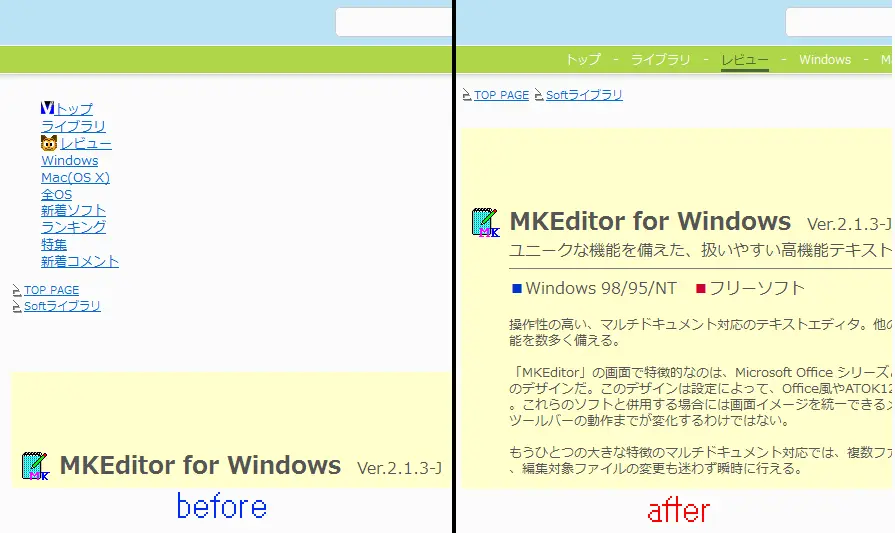 トップ
ライブラリ
レビュー
Windows
Mac(OS X)
全OS
新着ソフト
ランキング
特集
新着コメント
TOP PAGE
Softライブラリ
MKEditor for Windows Ver.2.1.3-J
before
トップ - ライブラリ - レビュー - Windows - M
TOP PAGE Softライブラリ
MKEditor for Windows Ver.2.1.3-J
ユニークな機能を備えた、扱いやすい高機能テキスト
■Windows 98/95/NT ■フリーソフト
操作性の高い、マルチドキュメント対応のテキストエディタ。他の
能を数多く備える。
「MKEditor」の画面で特徴的なのは、Microsoft Office シリーズと
のデザインだ。このデザインは設定によって、Office風やATOK12
。これらのソフトと併用する場合には画面イメージを統一できるメ
ツールバーの動作までが変化するわけではない。
もうひとつの大きな特徴のマルチドキュメント対応では、複数ファ
、編集対象ファイルの変更も迷わず瞬時に行える。
after